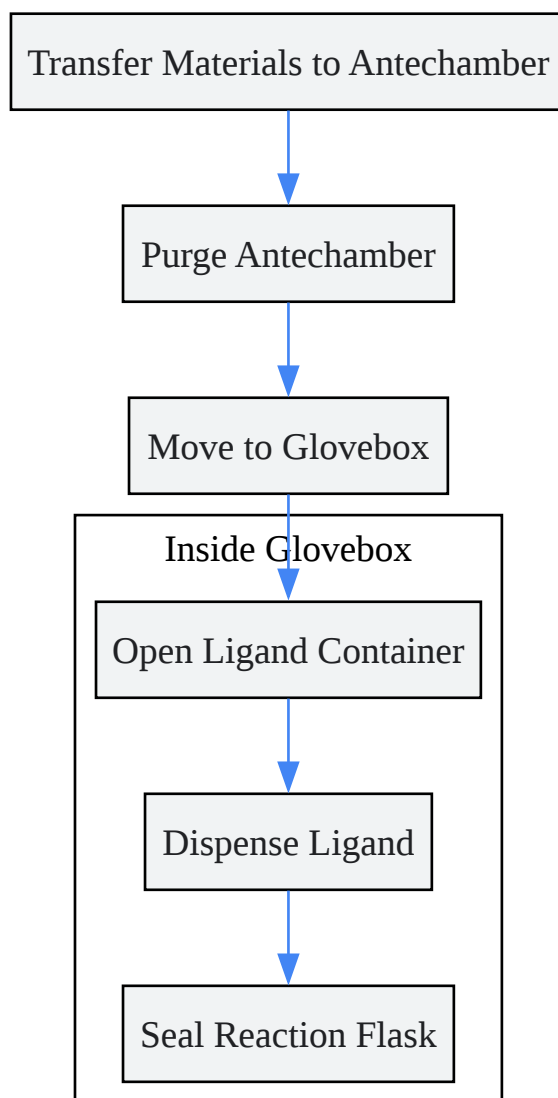 Transfer Materials to Antechamber
Purge Antechamber
Move to Glovebox
Inside Glovebox
Open Ligand Container
Dispense Ligand
Seal Reaction Flask